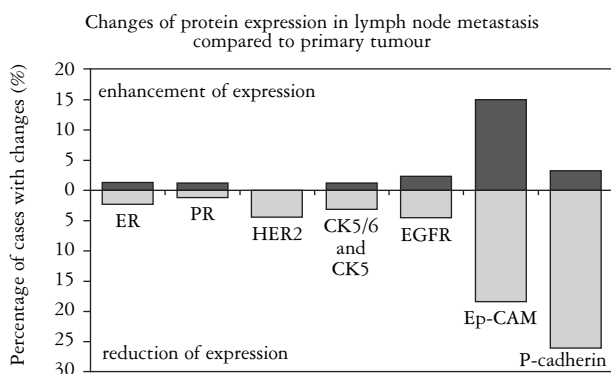 Changes of protein expression in lymph node metastasis
compared to primary tumour
Percentage of cases with changes (%)
20
15
10
5
0
5
10
15
20
25
30
enhancement of expression
ER
PR
HER2
CK5/6
and
CK5
EGFR
Ep-CAM
P-cadherin
reduction of expression